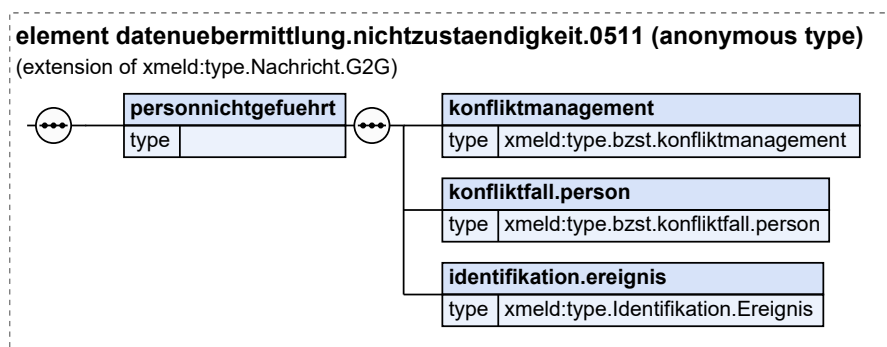 element datenuebermittlung.nichtzustaendigkeit.0511 (anonymous type)
(extension of xmeld:type.Nachricht.G2G)
personnichtgefuehrt
type
konfliktmanagement
type xmeld:type.bzst.konfliktmanagement
konfliktfall.person
type xmeld:type.bzst.konfliktfall.person
identifikation.ereignis
type xmeld:type.Identifikation.Ereignis